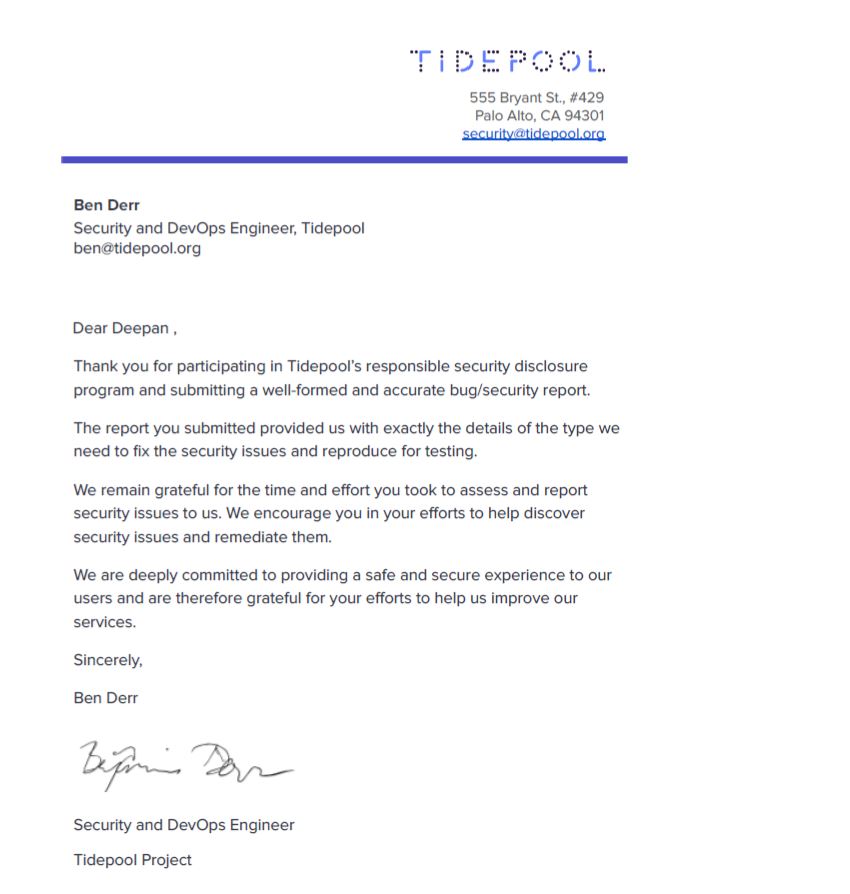 TIDEPOOL
555 Bryant St., #429
Palo Alto, CA 94301
security@tidepool.org
Ben Derr
Security and DevOps Engineer, Tidepool
ben@tidepool.org
Dear Deepan ,
Thank you for participating in Tidepool’s responsible security disclosure
program and submitting a well-formed and accurate bug/security report.
The report you submitted provided us with exactly the details of the type we
need to fix the security issues and reproduce for testing.
We remain grateful for the time and effort you took to assess and report
security issues to us. We encourage you in your efforts to help discover
security issues and remediate them.
We are deeply committed to providing a safe and secure experience to our
users and are therefore grateful for your efforts to help us improve our
services.
Sincerely,
Ben Derr
Security and DevOps Engineer
Tidepool Project